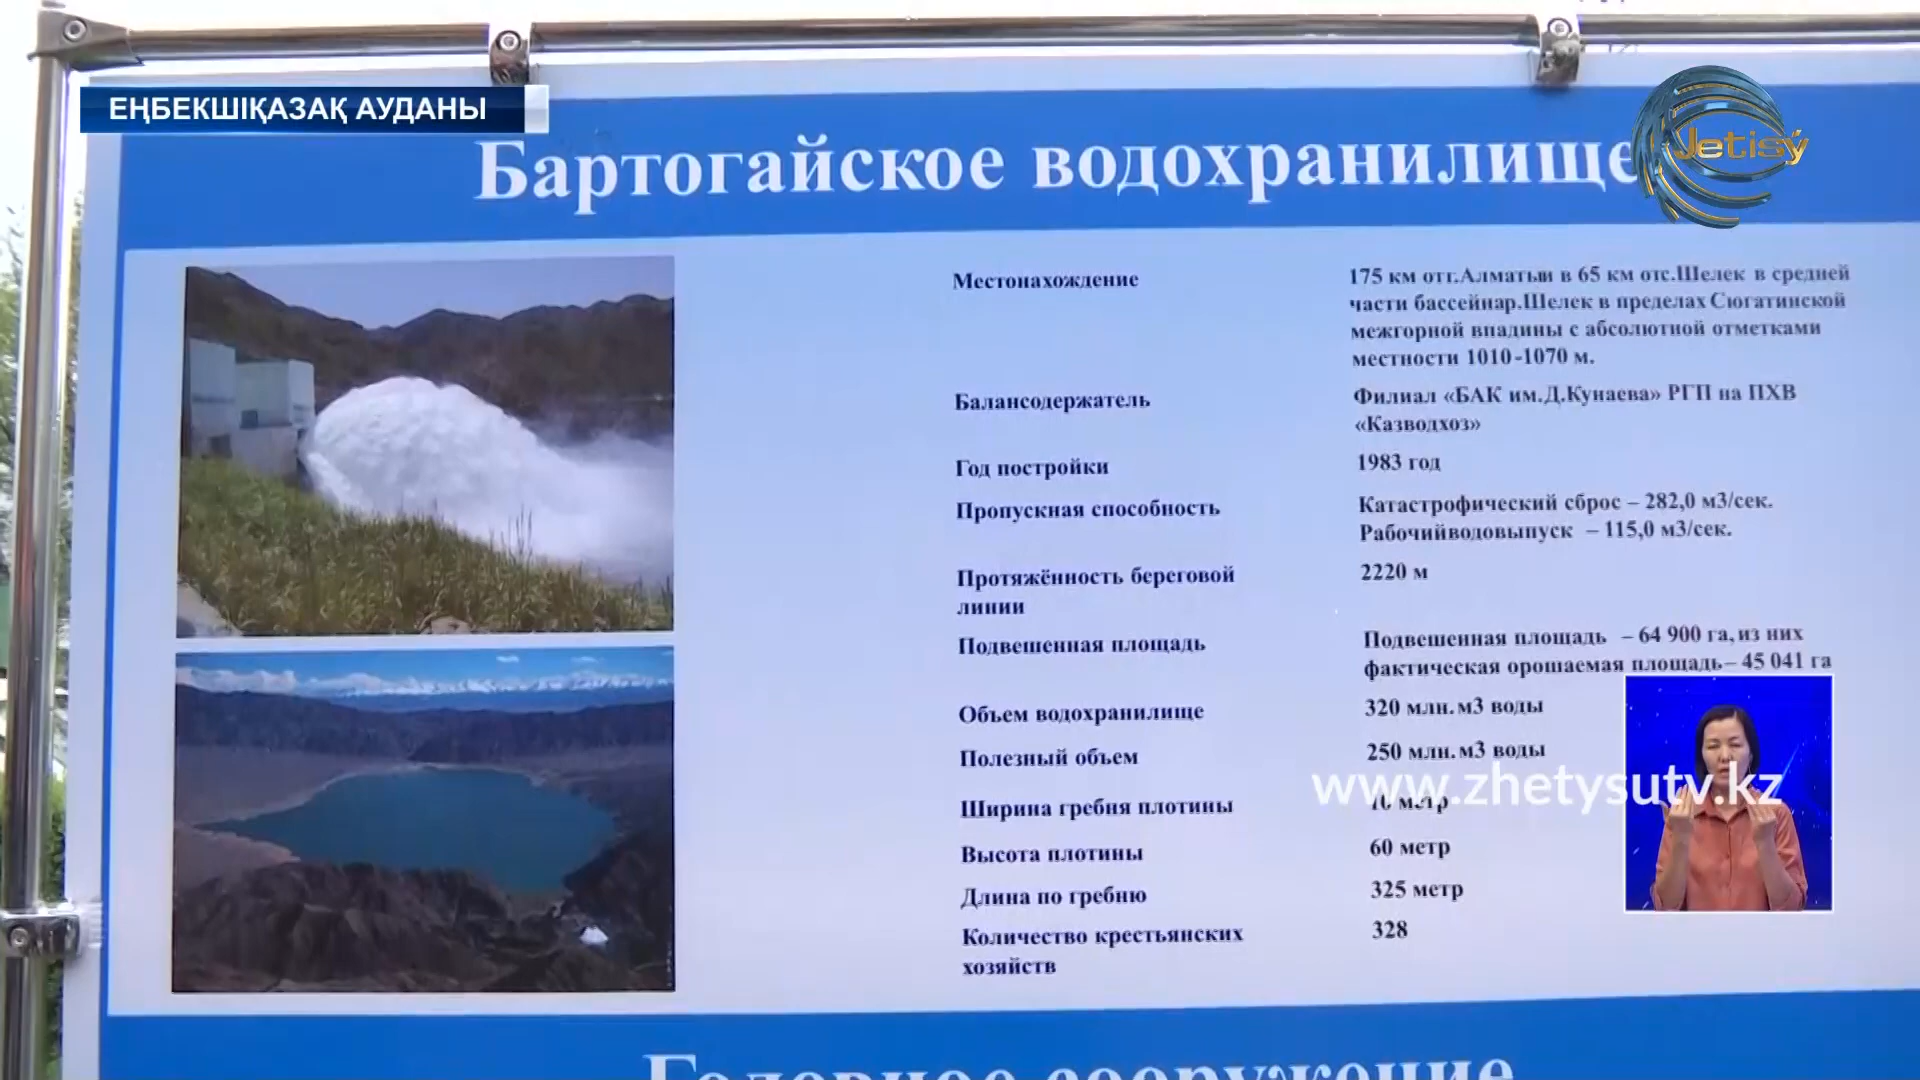 ЕҢБЕКШІҚАЗАҚ АУДАНЫ
Jetisý
Бартогайское водохранилище
Местонахождение
175 км отг.Алматыи в 65 км отс.Шелек в средней
части бассейнар.Шелек в пределах Сюгатинской
межгорной впадины с абсолютной отметками
местности 1010-1070 м.
Балансодержатель
Филиал «БАК им.Д.Кунаева» РГП на ПХВ
«Казводхоз»
Год постройки
1983 год
Пропускная способность
Катастрофический сброс – 282,0 м3/сек.
Рабочийводовыпуск – 115,0 м3/сек.
Протяжённость береговой
линии
2220 м
Подвешенная площадь
Подвешенная площадь – 64 900 га,из них
фактическая орошаемая площадь– 45 041 га
Объем водохранилище
320 млн.м3 воды
Полезный объем
250 млн.м3 воды
www.zhetysutv.kz
Ширина гребня плотины
метр
Высота плотины
60 метр
Длина по гребню
325 метр
Количество крестьянских
хозяйств
328
Головное сооружение